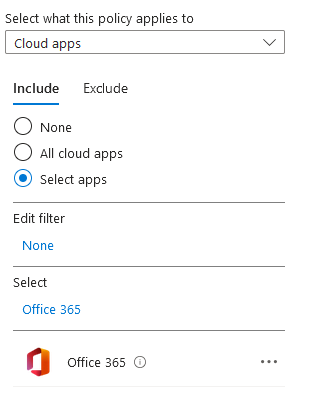 Select what this policy applies to
Cloud apps
Include Exclude
None
All cloud apps
Select apps
Edit filter
None
Select
Office 365
Office 365